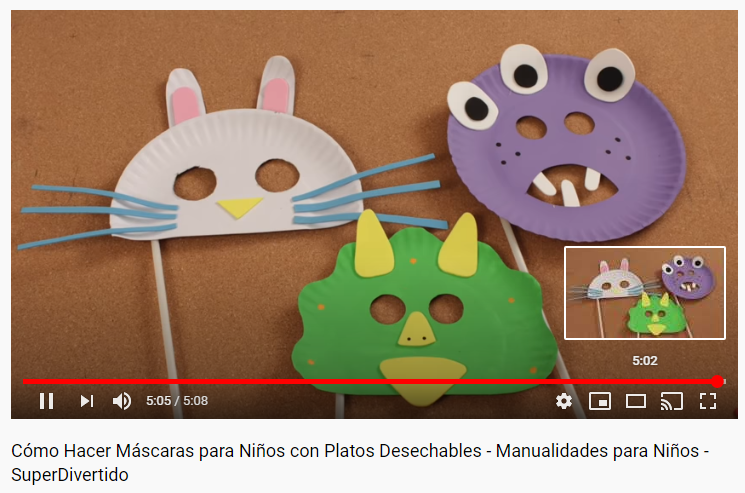 5:02
5:05 / 5:08
Cómo Hacer Máscaras para Niños con Platos Desechables - Manualidades para Niños -
SuperDivertido